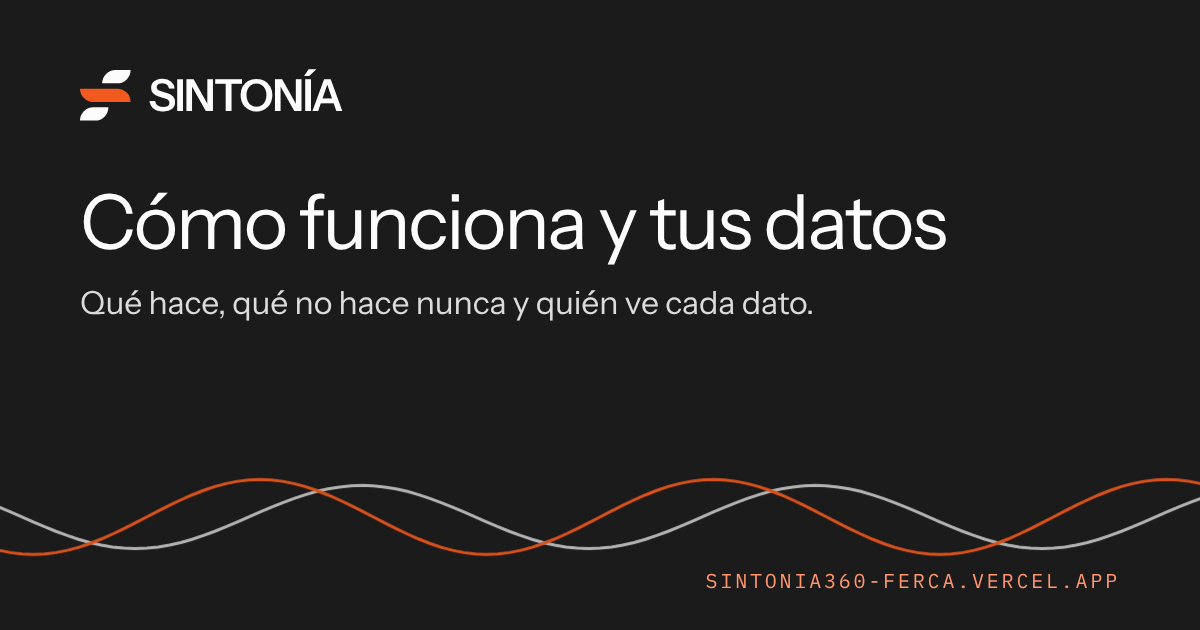 SINTONÍA
Cómo funciona y tus datos
Qué hace, qué no hace nunca y quién ve cada dato.
SINTONIA360-FERCA.VERCEL.APP